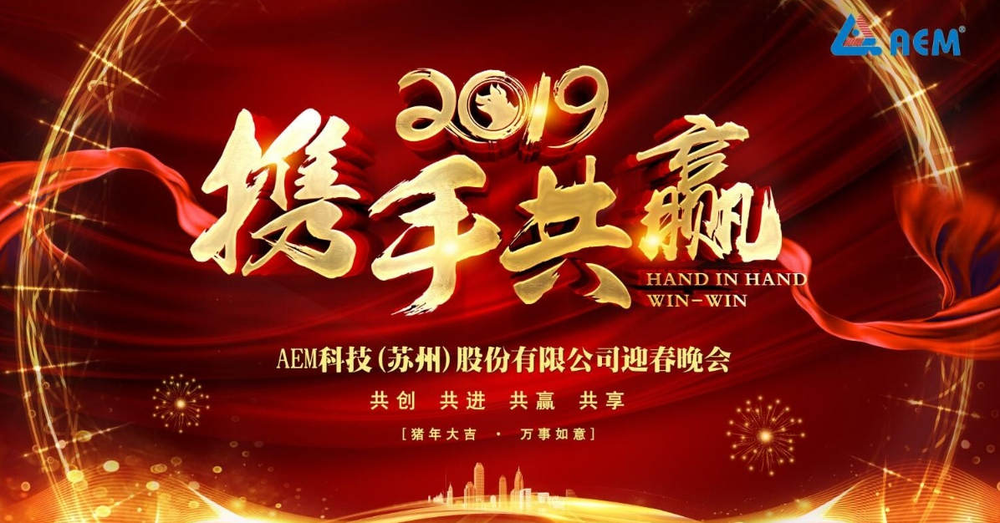 AEM®
2019
携手共赢
HAND IN HAND
WIN-WIN
AEM科技(苏州)股份有限公司迎春晚会
共创 共进 共赢 共享
[猪年大吉 · 万事如意]